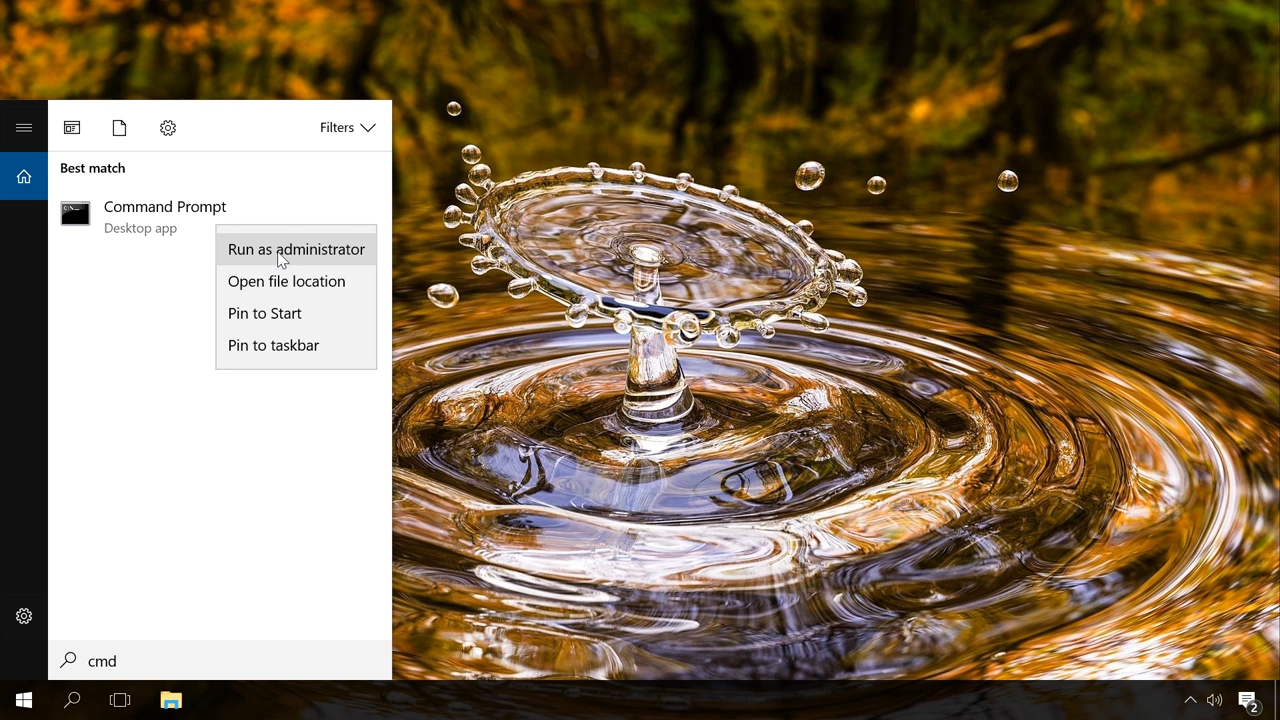 Filters
Best match
Command Prompt
Desktop app
Run as administrator
Open file location
Pin to Start
Pin to taskbar
cmd
2